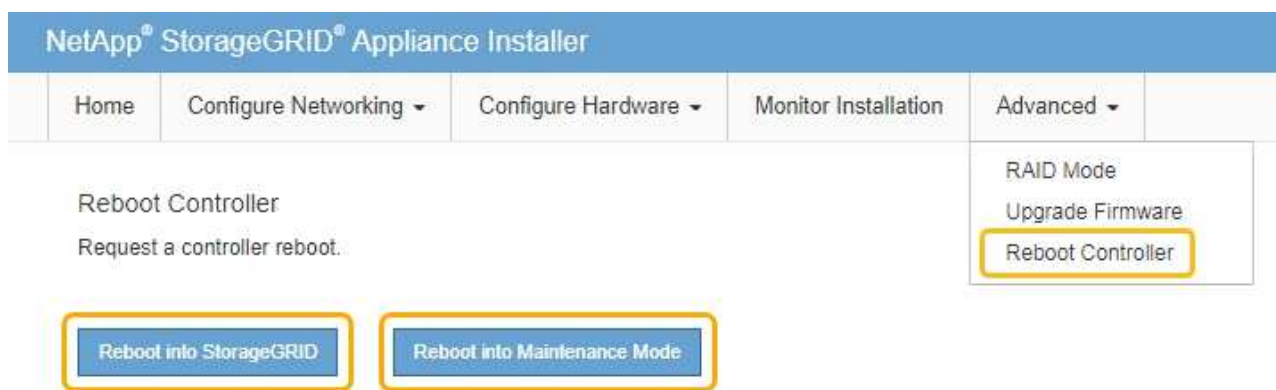 NetApp® StorageGRID® Appliance Installer
Home Configure Networking Configure Hardware Monitor Installation Advanced
RAID Mode
Upgrade Firmware
Reboot Controller
Reboot Controller
Request a controller reboot.
Reboot into StorageGRID Reboot into Maintenance Mode